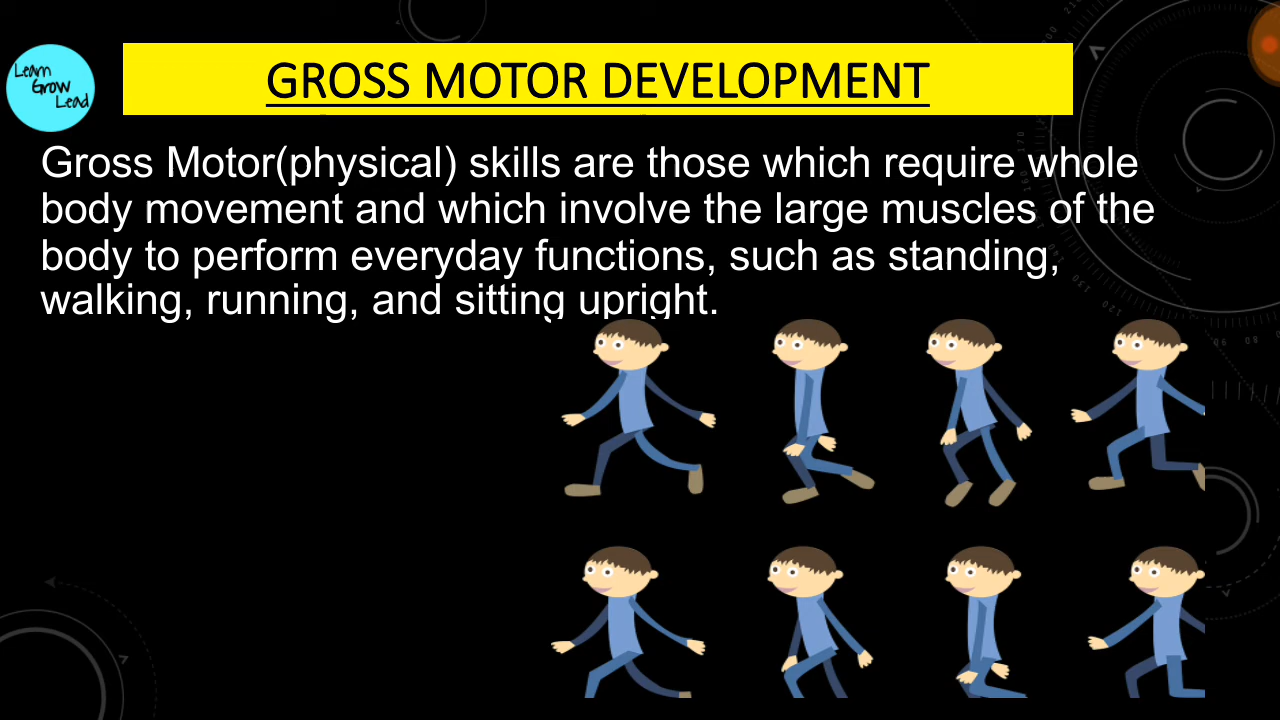 Learn
Grow
Lead
GROSS MOTOR DEVELOPMENT
Gross Motor(physical) skills are those which require whole
body movement and which involve the large muscles of the
body to perform everyday functions, such as standing,
walking, running, and sitting upright.